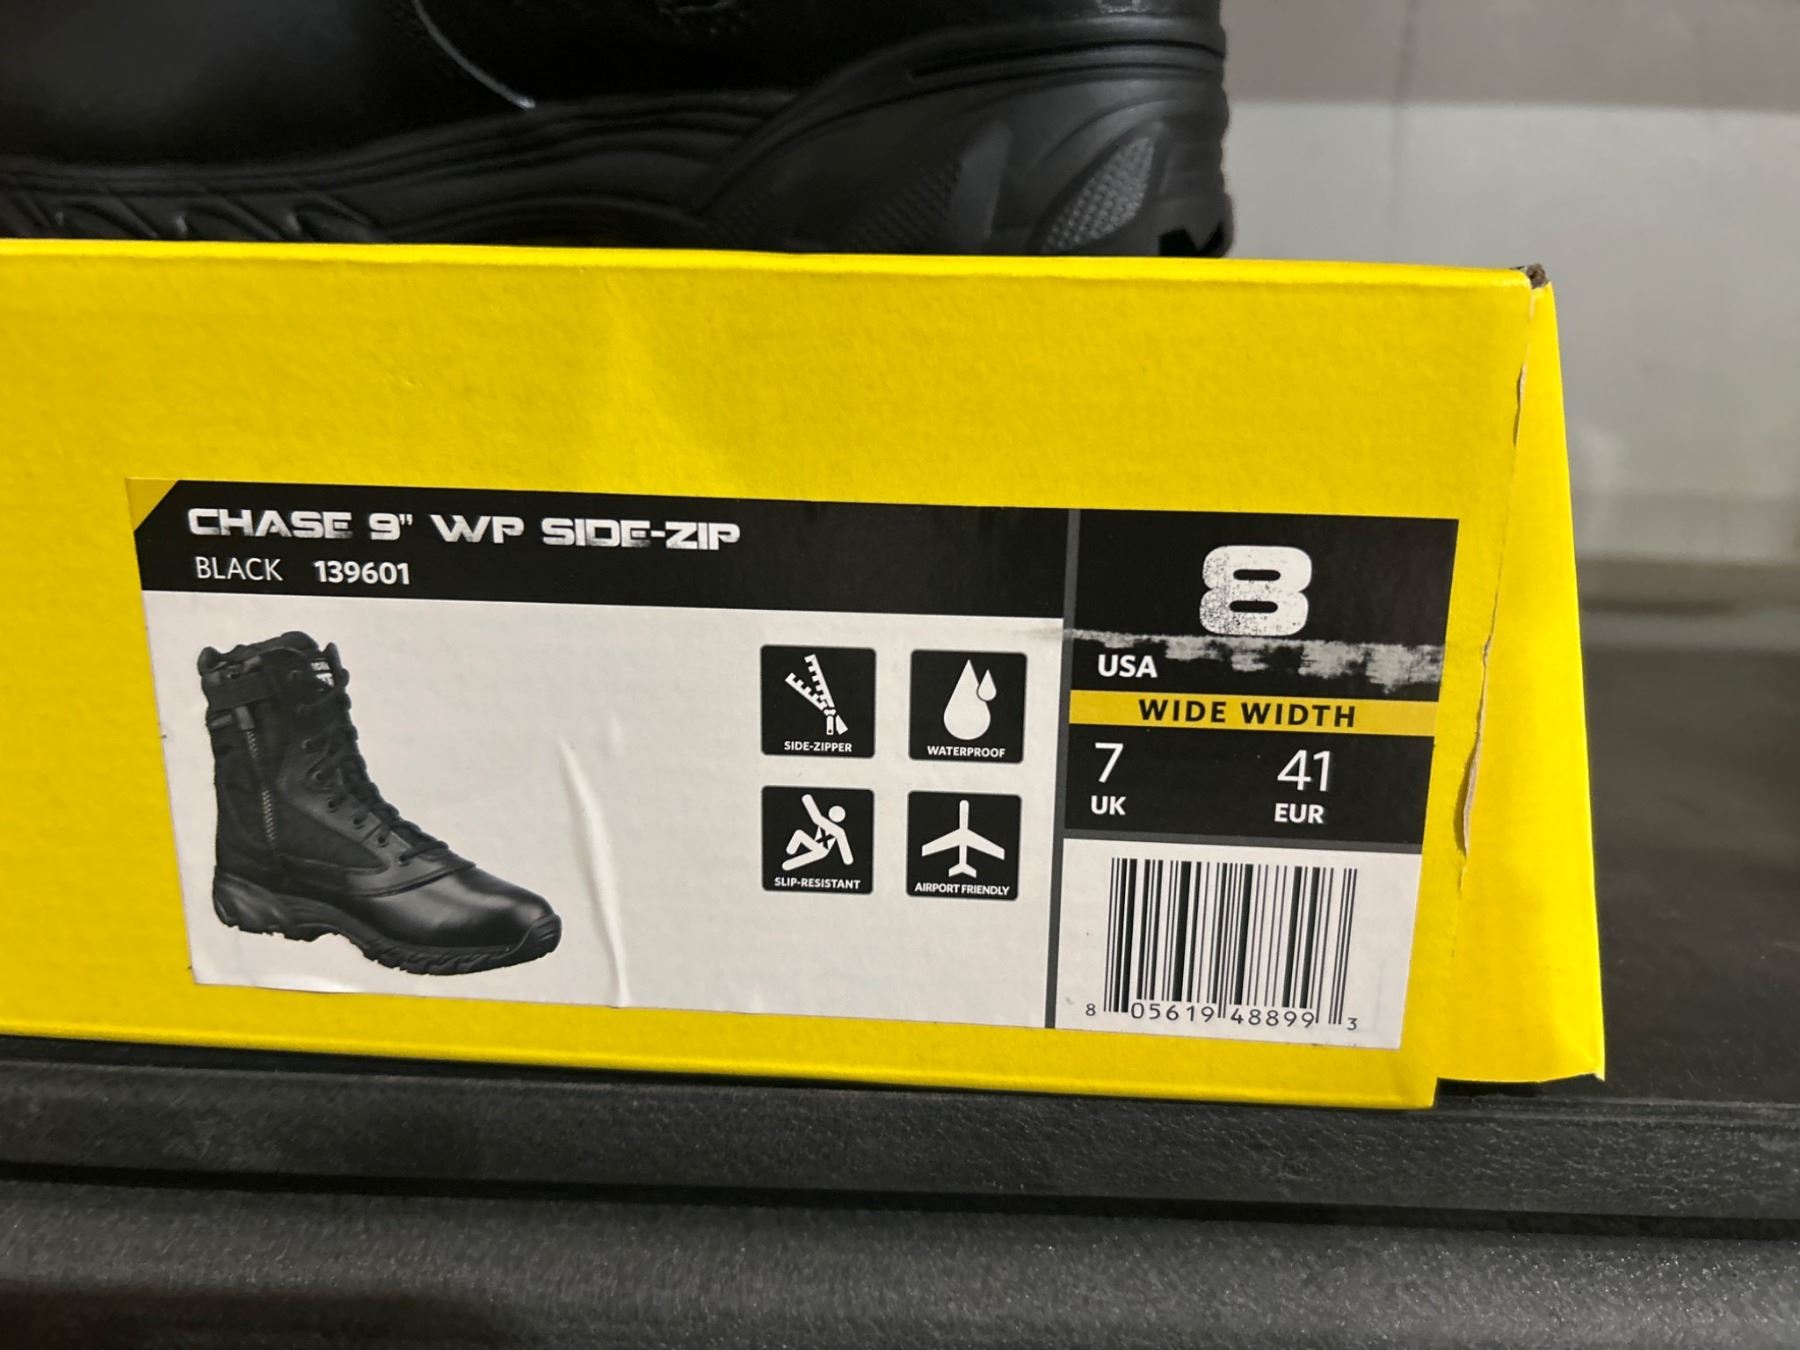 CHASE 9" WP SIDE-ZIP
BLACK 139601
8
USA
WIDE WIDTH
7 41
UK EUR
SIDE-ZIPPER WATERPROOF
SLIP-RESISTANT AIRPORT FRIENDLY
8 05619 48899 3